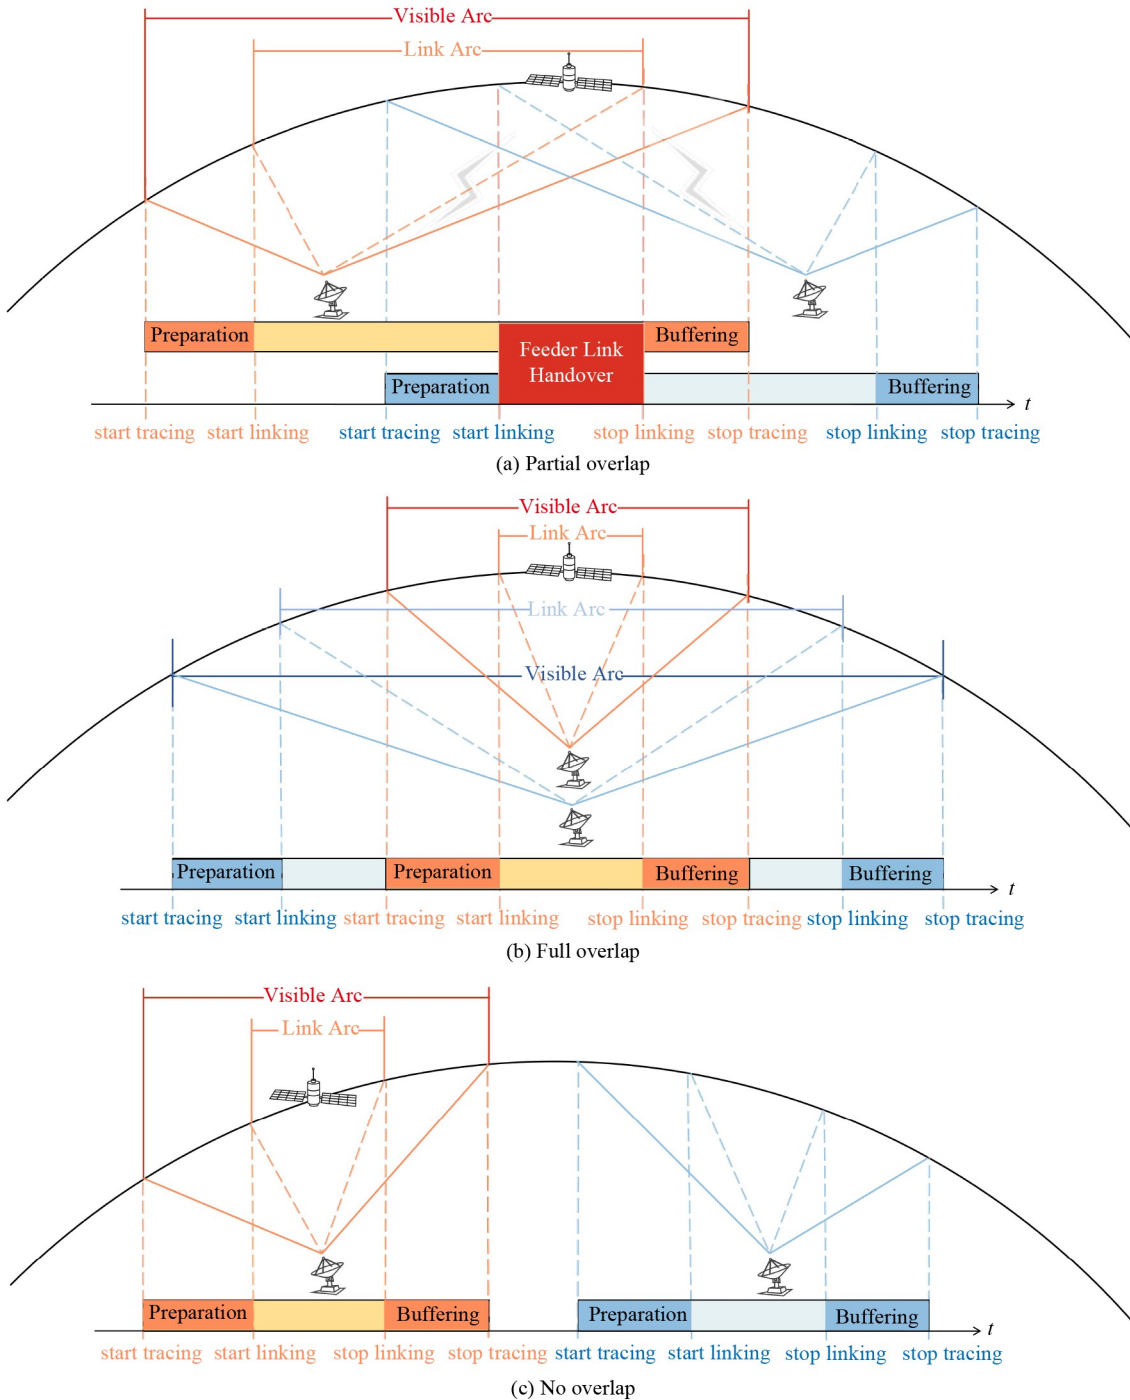 Visible Arc
Link Arc
Preparation
Feeder Link
Handover
Buffering
Preparation
Buffering
t
start tracing
start linking
start tracing
start linking
stop linking
stop tracing
stop linking
stop tracing
(a) Partial overlap
Visible Arc
Link Arc
Link Arc
Visible Arc
Preparation
Preparation
Buffering
Buffering
t
start tracing
start linking
start tracing
start linking
stop linking
stop tracing
stop linking
stop tracing
(b) Full overlap
Visible Arc
Link Arc
Preparation
Buffering
Preparation
Buffering
t
start tracing
start linking
stop linking
stop tracing
start tracing
start linking
stop linking
stop tracing
(c) No overlap